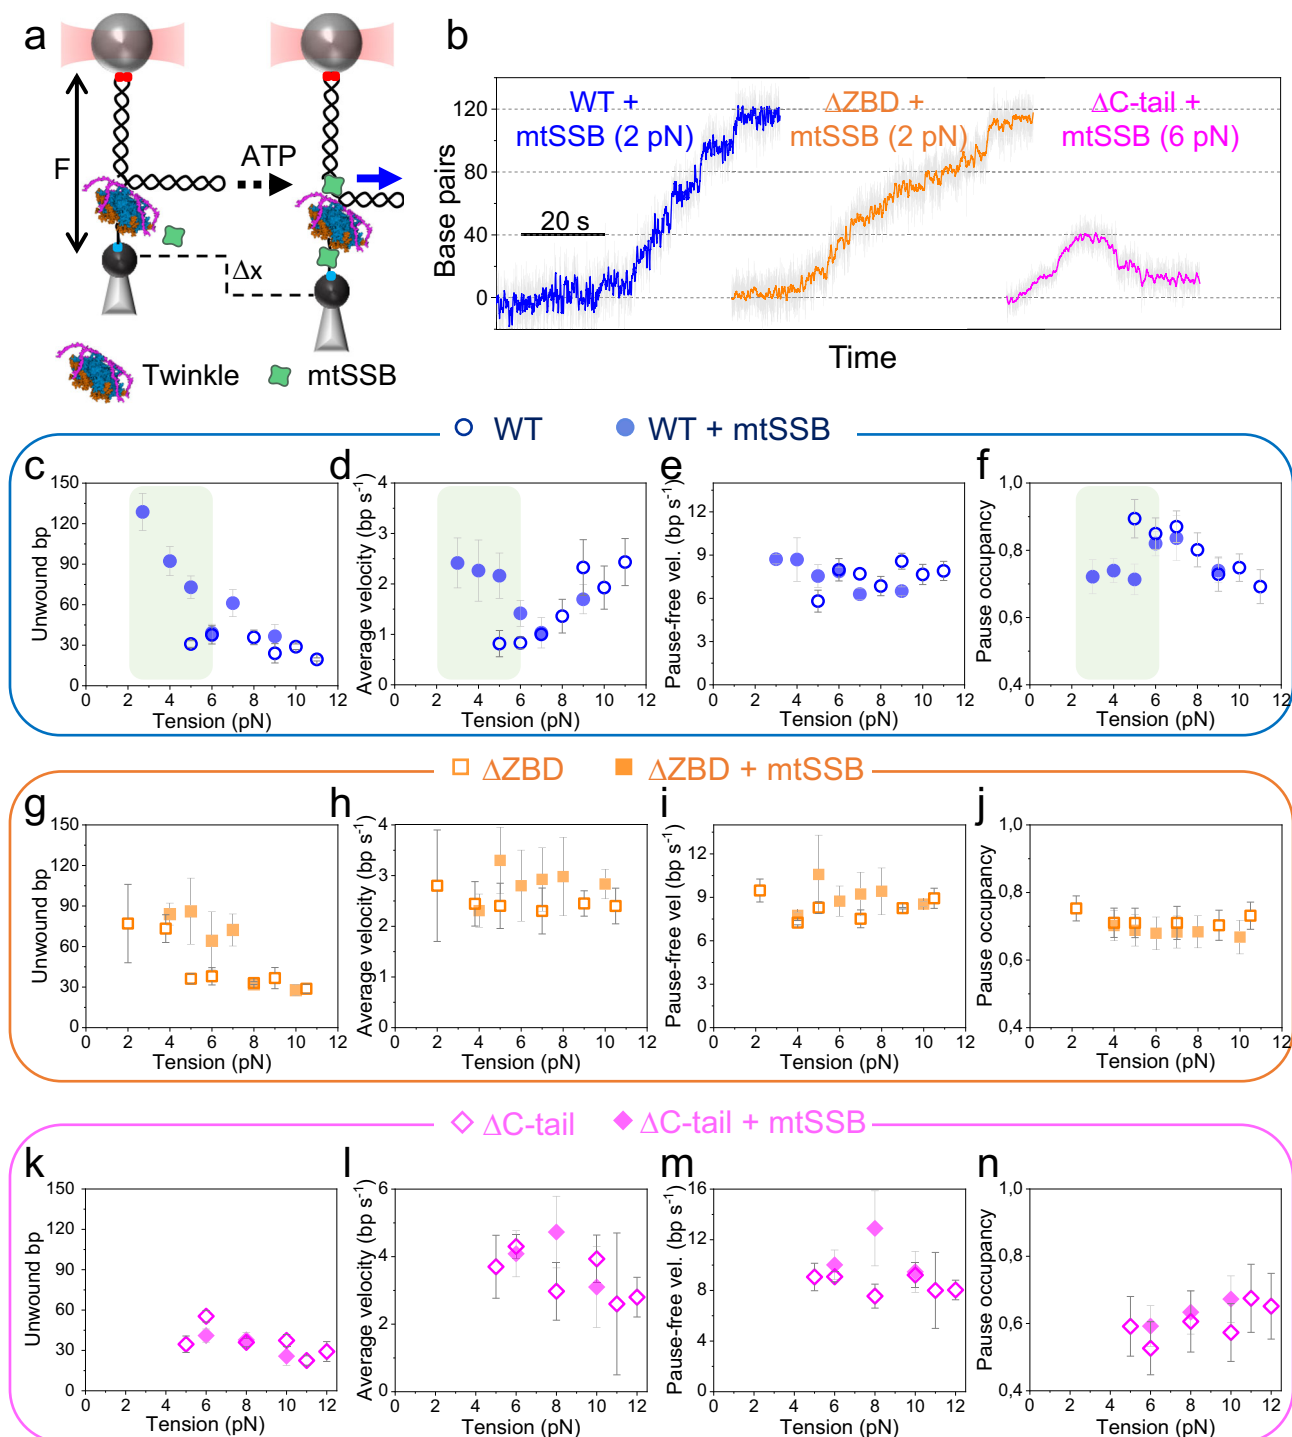 a
F
ATP
Δx
Twinkle
mtSSB
b
WT +
mtSSB (2 pN)
ΔZBD +
mtSSB (2 pN)
ΔC-tail +
mtSSB (6 pN)
20 s
Base pairs
120
80
40
0
Time
WT
WT + mtSSB
c
Unwound bp
150
120
90
60
30
0
0 2 4 6 8 10 12
Tension (pN)
d
Average velocity (bp s⁻¹)
4
3
2
1
0
0 2 4 6 8 10 12
Tension (pN)
e
Pause-free vel. (bp s⁻¹)
12
9
6
3
0
0 2 4 6 8 10 12
Tension (pN)
f
Pause occupancy
1,0
0,8
0,6
0,4
0 2 4 6 8 10 12
Tension (pN)
ΔZBD
ΔZBD + mtSSB
g
Unwound bp
150
120
90
60
30
0
0 2 4 6 8 10 12
Tension (pN)
h
Average velocity (bp s⁻¹)
4
3
2
1
0
0 2 4 6 8 10 12
Tension (pN)
i
Pause-free vel (bp s⁻¹)
12
9
6
3
0
0 2 4 6 8 10 12
Tension (pN)
j
Pause occupancy
1,0
0,8
0,6
0,4
0 2 4 6 8 10 12
Tension (pN)
ΔC-tail
ΔC-tail + mtSSB
k
Unwound bp
150
120
90
60
30
0
0 2 4 6 8 10 12
Tension (pN)
l
Average velocity (bp s⁻¹)
6
4
2
0
0 2 4 6 8 10 12
Tension (pN)
m
Pause-free vel. (bp s⁻¹)
16
12
8
4
0
0 2 4 6 8 10 12
Tension (pN)
n
Pause occupancy
1,0
0,8
0,6
0,4
0 2 4 6 8 10 12
Tension (pN)